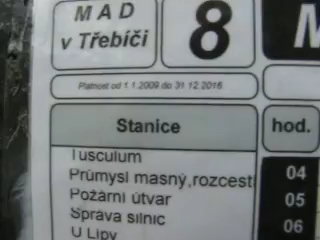 MAD
v Třebíči
8
Platnost od 1.1.2009 do 31.12.2016
Stanice
hod.
Tusculum
Průmysl masný,rozcestí
04
Požární útvar
05
Správa silnic
06
U Lípy